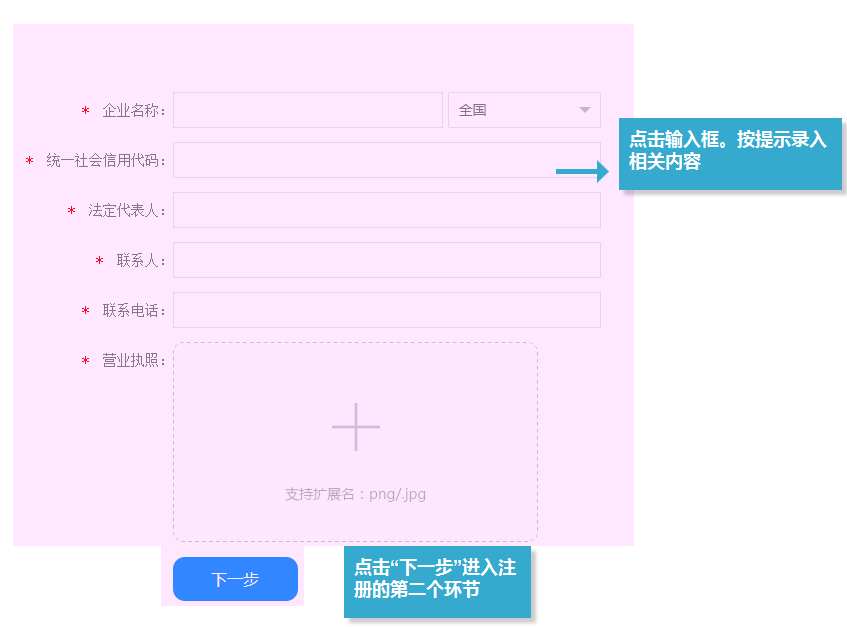 * 企业名称： 全国
* 统一社会信用代码：
点击输入框。按提示录入
相关内容
* 法定代表人：
* 联系人：
* 联系电话：
* 营业执照：
支持扩展名：png/.jpg
下一步
点击“下一步”进入注
册的第二个环节